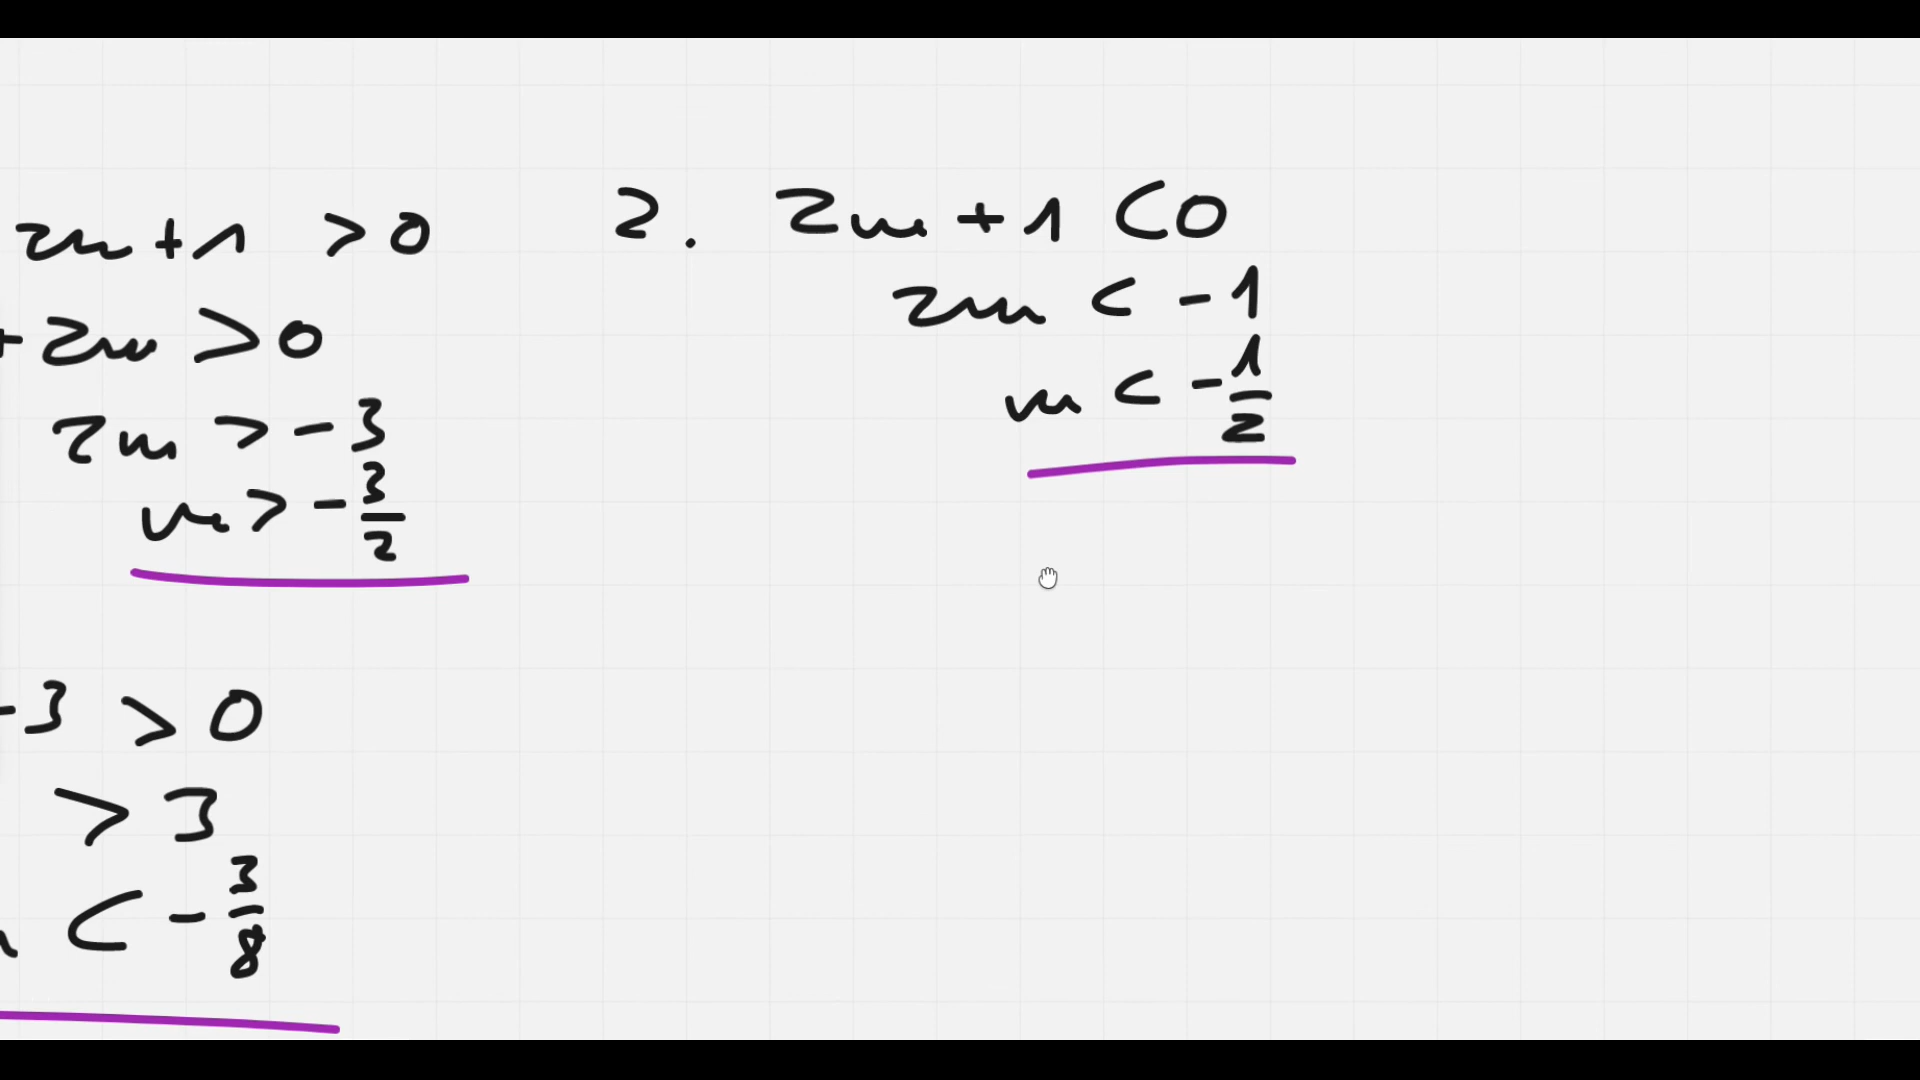 2m + 1 > 0
+ 2m > 0
2m > - 3
m > - 3/2
- 3 > 0
> 3
< - 3/8
2. 2m + 1 < 0
2m < - 1
m < - 1/2